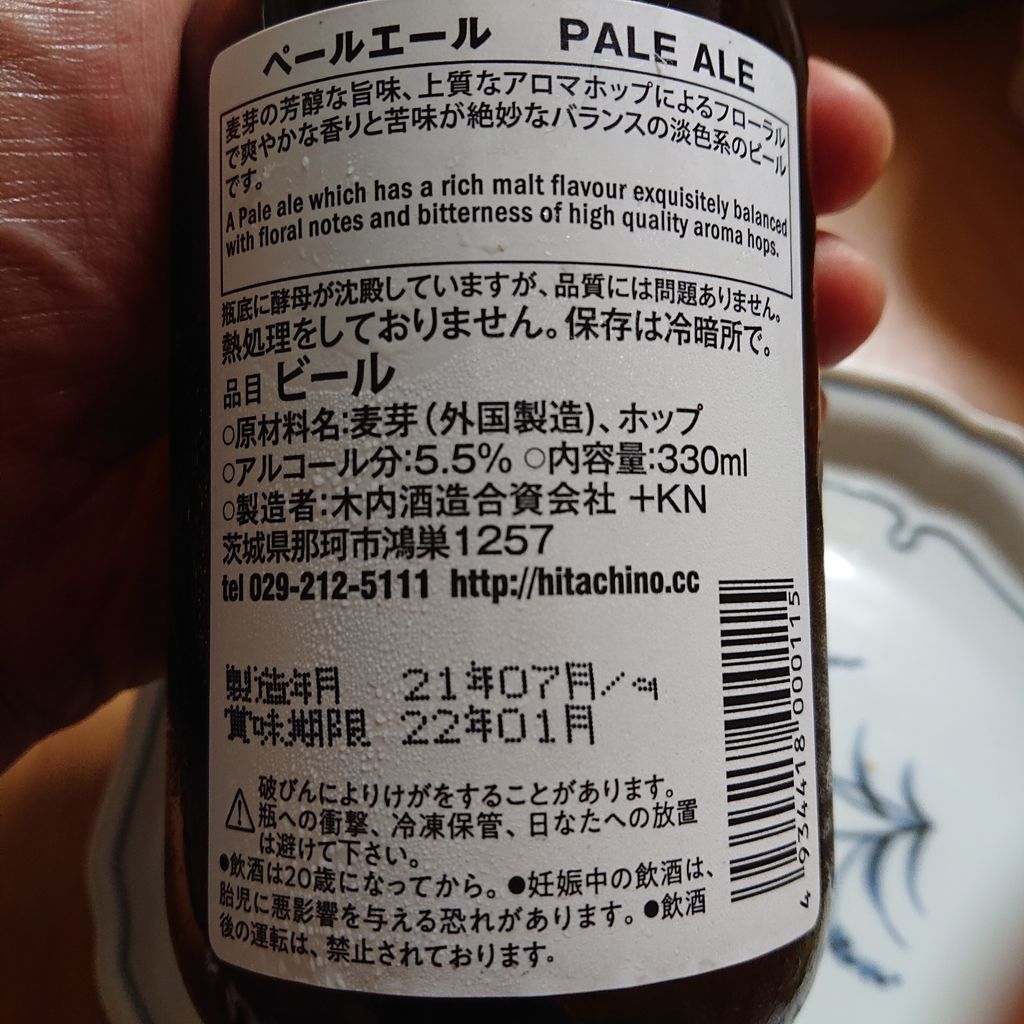 ペールエール PALE ALE
麦芽の芳醇な旨味、上質なアロマホップによるフローラル
で爽やかな香りと苦味が絶妙なバランスの淡色系のビール
です。
A Pale ale which has a rich malt flavour exquisitely balanced
with floral notes and bitterness of high quality aroma hops.
瓶底に酵母が沈殿していますが、品質には問題ありません。
熱処理をしておりません。保存は冷暗所で。
品目 ビール
○原材料名:麦芽(外国製造)、ホップ
○アルコール分:5.5% ○内容量:330ml
○製造者:木内酒造合資会社 +KN
茨城県那珂市鴻巣1257
tel 029-212-5111 http://hitachino.cc
製造年月 21年07月/q
賞味期限 22年01月
破びんによりけがをすることがあります。
瓶への衝撃、冷凍保管、日なたへの放置
は避けて下さい。
●飲酒は20歳になってから。●妊娠中の飲酒は、
胎児に悪影響を与える恐れがあります。●飲酒
後の運転は、禁止されております。
4 934418 000115